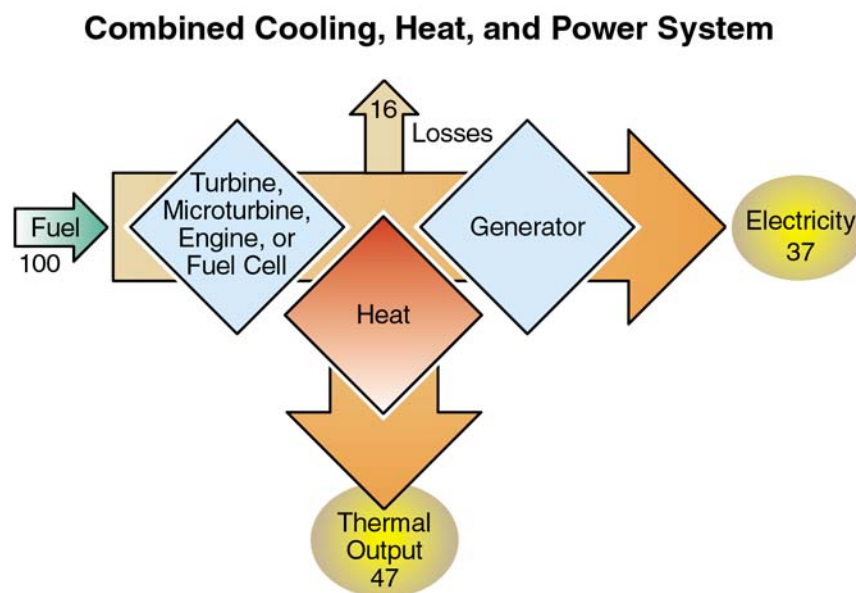 Combined Cooling, Heat, and Power System
16
Losses
Fuel
100
Turbine,
Microturbine,
Engine, or
Fuel Cell
Generator
Electricity
37
Heat
Thermal
Output
47